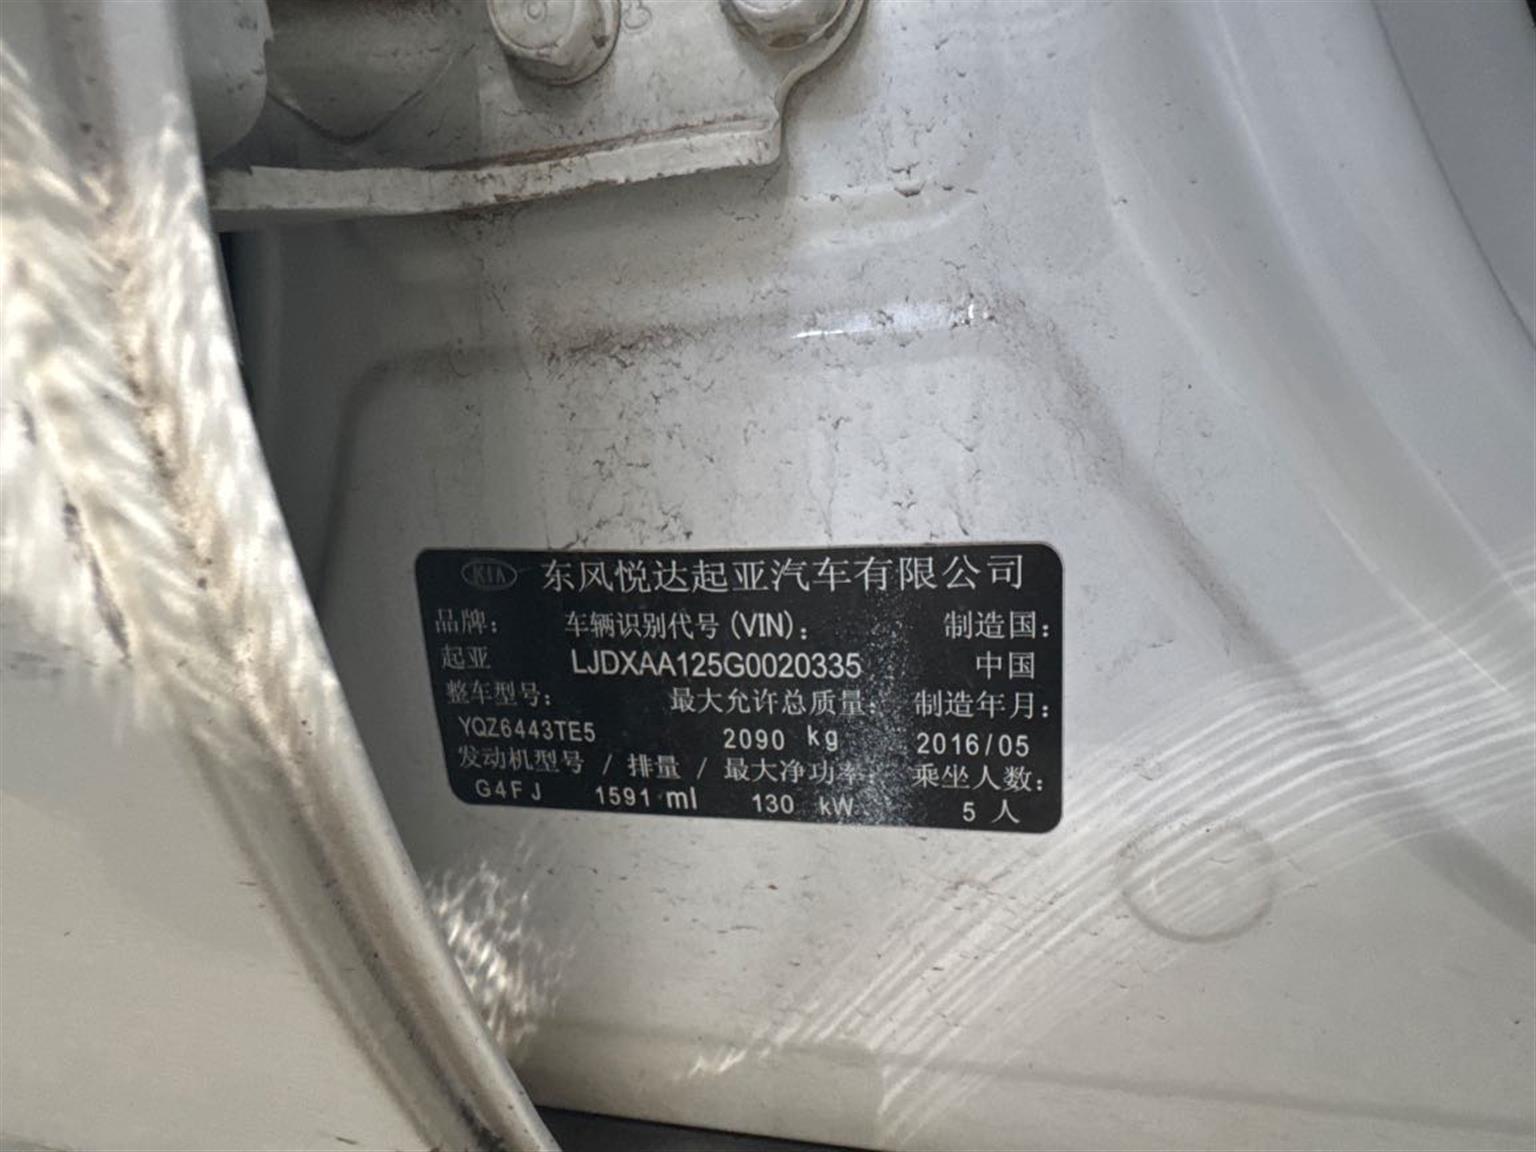 KIA 东风悦达起亚汽车有限公司
品牌: 车辆识别代号(VIN): 制造国:
起亚 LJDXAA125G0020335 中国
整车型号: 最大允许总质量: 制造年月:
YQZ6443TE5 2090 kg 2016/05
发动机型号 / 排量 / 最大净功率: 乘坐人数:
G4FJ 1591 ml 130 kW 5 人